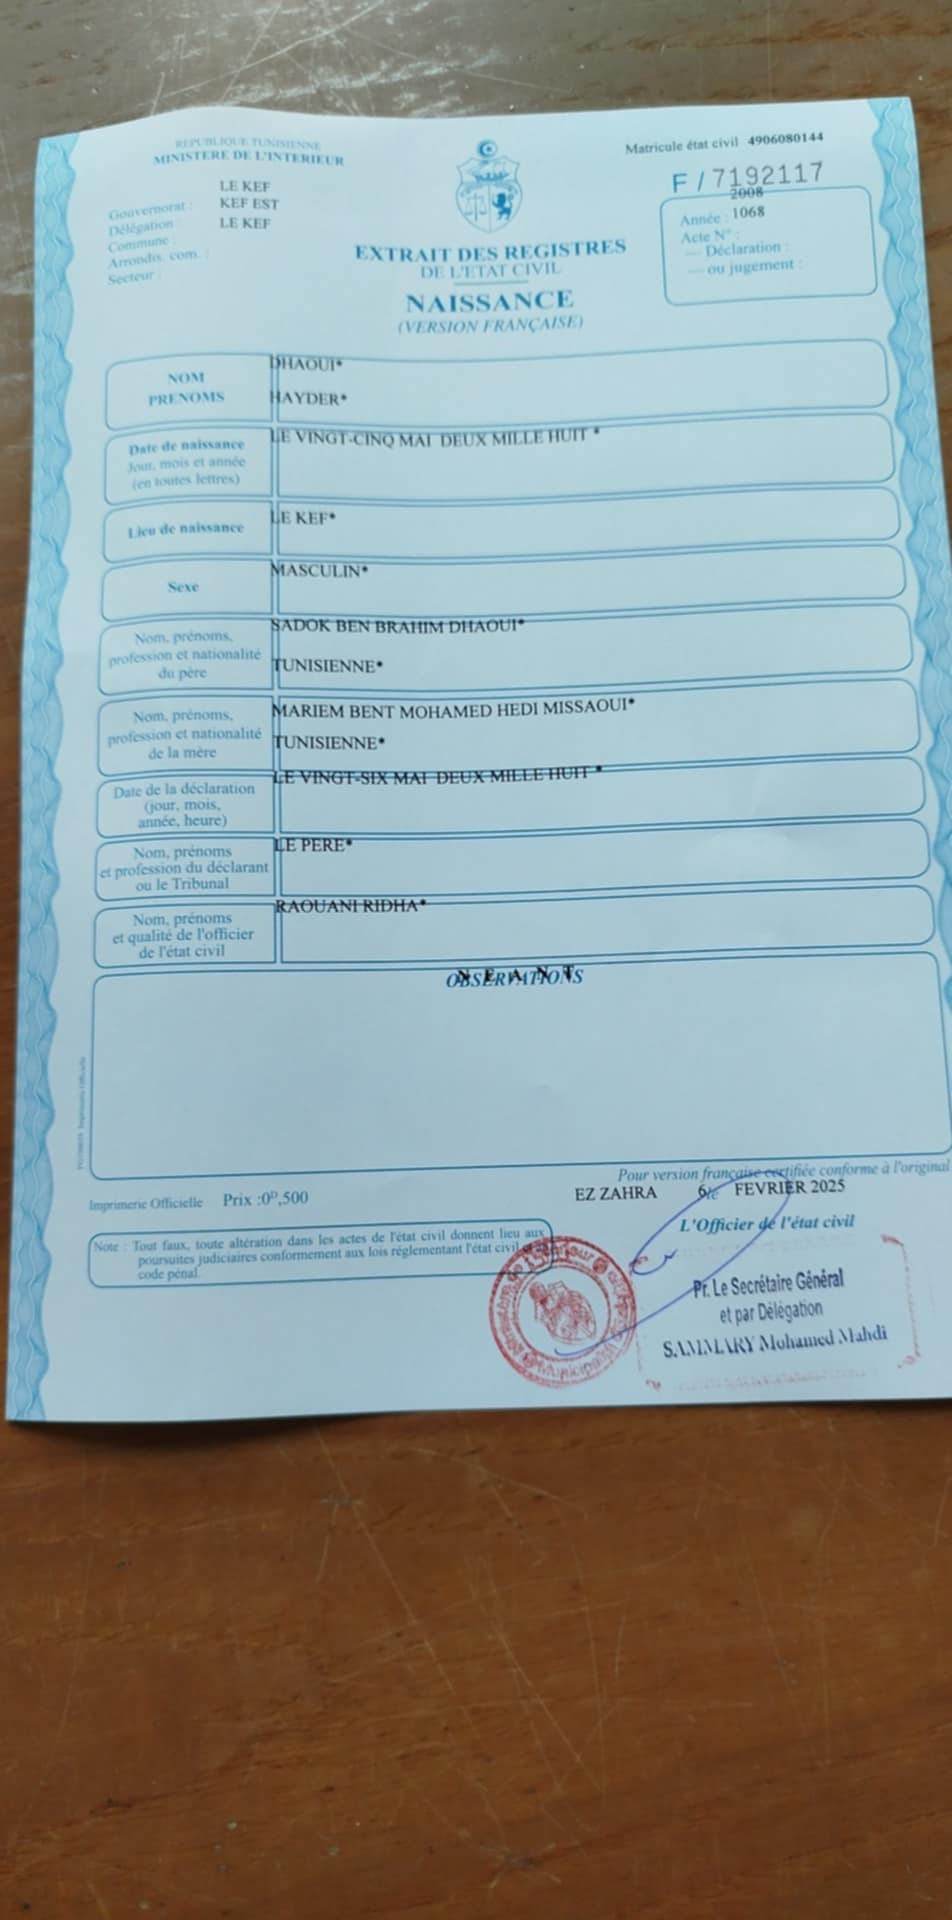 REPUBLIQUE TUNISIENNE
MINISTERE DE L'INTERIEUR
Matricule état civil 4906080144
F / 7192117
Gouvernorat : LE KEF
Délégation : KEF EST
Commune : LE KEF
Arrondis. com. :
Secteur :
2008
Année : 1068
Acte N° :
— Déclaration :
— ou jugement :
EXTRAIT DES REGISTRES
DE L'ETAT CIVIL
NAISSANCE
(VERSION FRANÇAISE)
NOM DHAOUI*
PRENOMS HAYDER*
Date de naissance
Jour, mois et année
(en toutes lettres)
LE VINGT-CINQ MAI DEUX MILLE HUIT *
Lieu de naissance LE KEF*
Sexe MASCULIN*
Nom, prénoms,
profession et nationalité
du père
SADOK BEN BRAHIM DHAOUI*
TUNISIENNE*
Nom, prénoms,
profession et nationalité
de la mère
MARIEM BENT MOHAMED HEDI MISSAOUI*
TUNISIENNE*
Date de la déclaration
(jour, mois,
année, heure)
LE VINGT-SIX MAI DEUX MILLE HUIT *
Nom, prénoms
et profession du déclarant
ou le Tribunal
LE PERE*
Nom, prénoms
et qualité de l'officier
de l'état civil
RAOUANI RIDHA*
OBSERVATIONS
N E A N T
Pour version française certifiée conforme à l'original
Imprimerie Officielle Prix :0ᴰ,500
EZ ZAHRA 6 le FEVRIER 2025
L'Officier de l'état civil
Note : Tout faux, toute altération dans les actes de l'état civil donnent lieu aux
poursuites judiciaires conformement aux lois réglementant l'état civil
code pénal.
Pr. Le Secrétaire Général
et par Délégation
SAMMARY Mohamed Mahdi
Municipalité